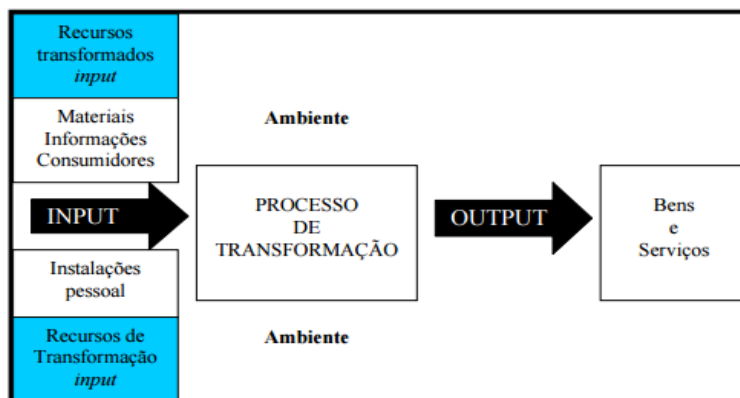 Recursos
transformados
input
Materiais
Informações
Consumidores
Ambiente
INPUT
PROCESSO
DE
TRANSFORMAÇÃO
OUTPUT
Bens
e
Serviços
Instalações
pessoal
Recursos de
Transformação
input
Ambiente